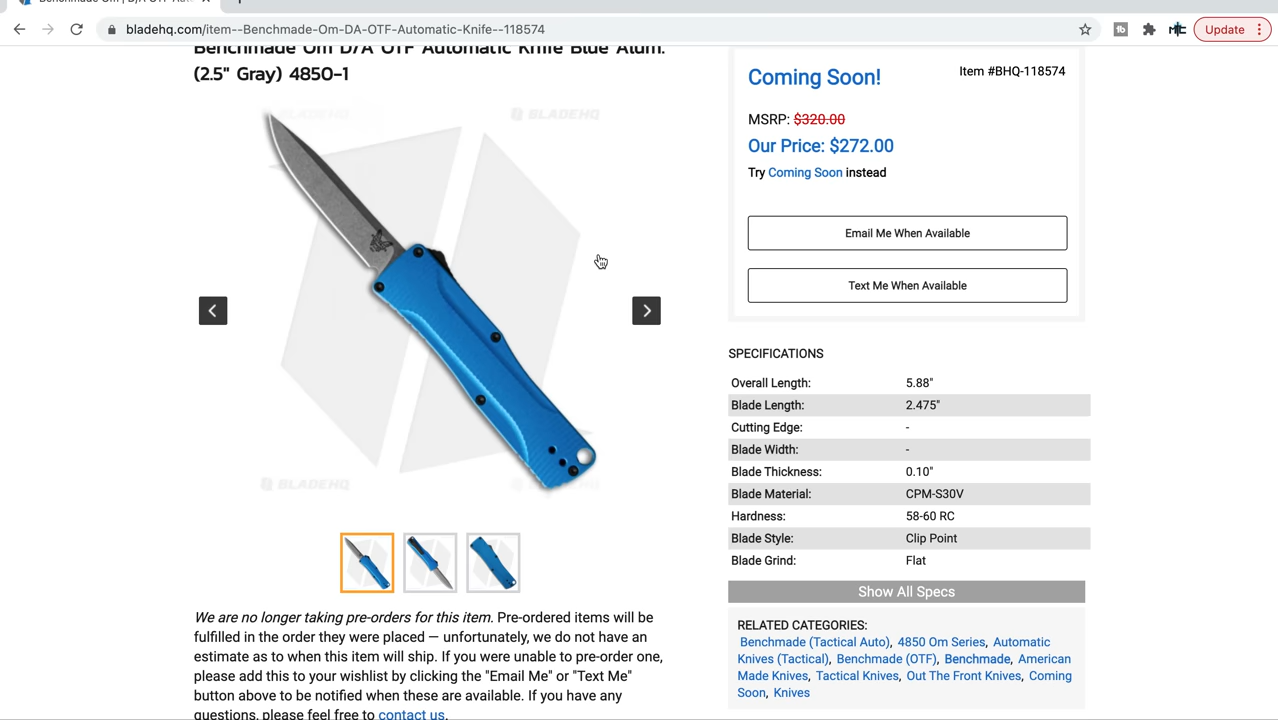 bladehq.com/item--Benchmade-Om-DA-OTF-Automatic-Knife--118574
Update
Benchmade Om D/A OTF Automatic Knife Blue Alum.
(2.5" Gray) 4850-1
BLADEHQ
BLADEHQ
We are no longer taking pre-orders for this item. Pre-ordered items will be
fulfilled in the order they were placed — unfortunately, we do not have an
estimate as to when this item will ship. If you were unable to pre-order one,
please add this to your wishlist by clicking the "Email Me" or "Text Me"
button above to be notified when these are available. If you have any
questions, please feel free to contact us.
Coming Soon!
Item #BHQ-118574
MSRP: $320.00
Our Price: $272.00
Try Coming Soon instead
Email Me When Available
Text Me When Available
SPECIFICATIONS
Overall Length: 5.88"
Blade Length: 2.475"
Cutting Edge: -
Blade Width: -
Blade Thickness: 0.10"
Blade Material: CPM-S30V
Hardness: 58-60 RC
Blade Style: Clip Point
Blade Grind: Flat
Show All Specs
RELATED CATEGORIES:
Benchmade (Tactical Auto), 4850 Om Series, Automatic
Knives (Tactical), Benchmade (OTF), Benchmade, American
Made Knives, Tactical Knives, Out The Front Knives, Coming
Soon, Knives